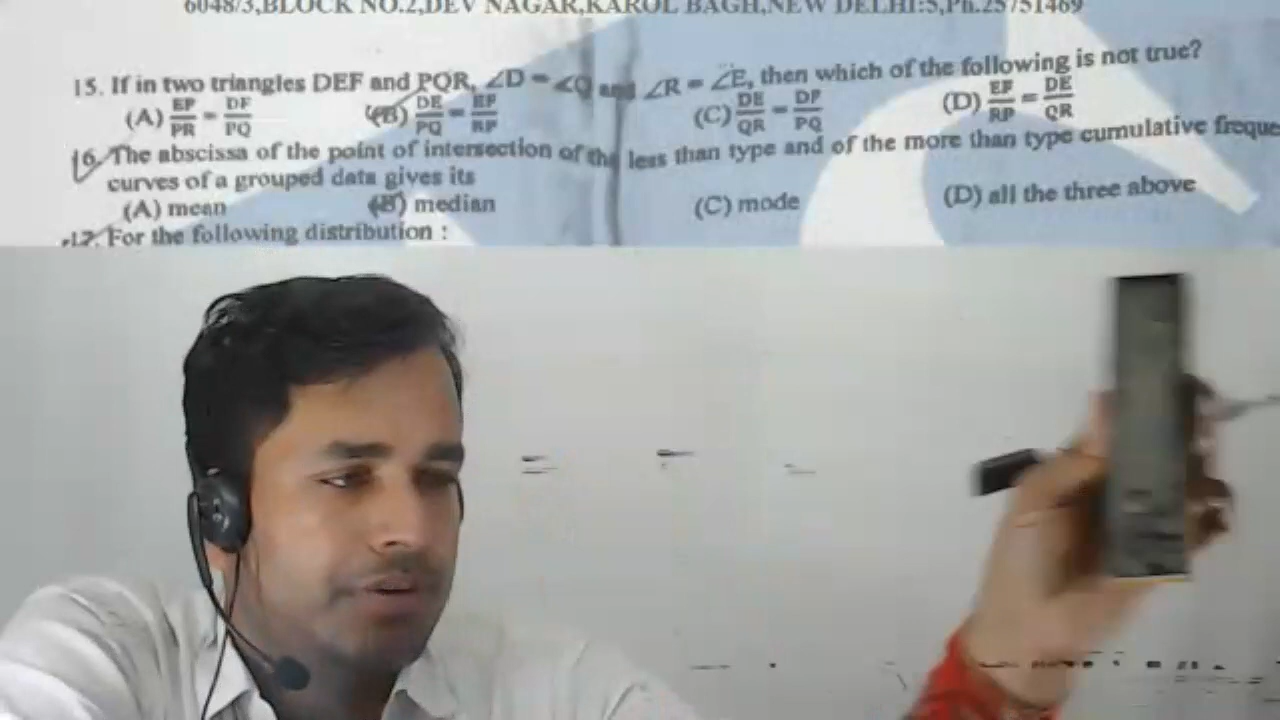 6048/3,BLOCK NO.2,DEV NAGAR,KAROL BAGH,NEW DELHI:5,Ph.25751469
15. If in two triangles DEF and PQR, ∠D = ∠Q and ∠R = ∠E, then which of the following is not true?
(A) EF/PR = DF/PQ (B) DE/PQ = EF/RP (C) DE/QR = DF/PQ (D) EF/RP = DE/QR
16. The abscissa of the point of intersection of the less than type and of the more than type cumulative freque
curves of a grouped data gives its
(A) mean (B) median (C) mode (D) all the three above
17. For the following distribution :